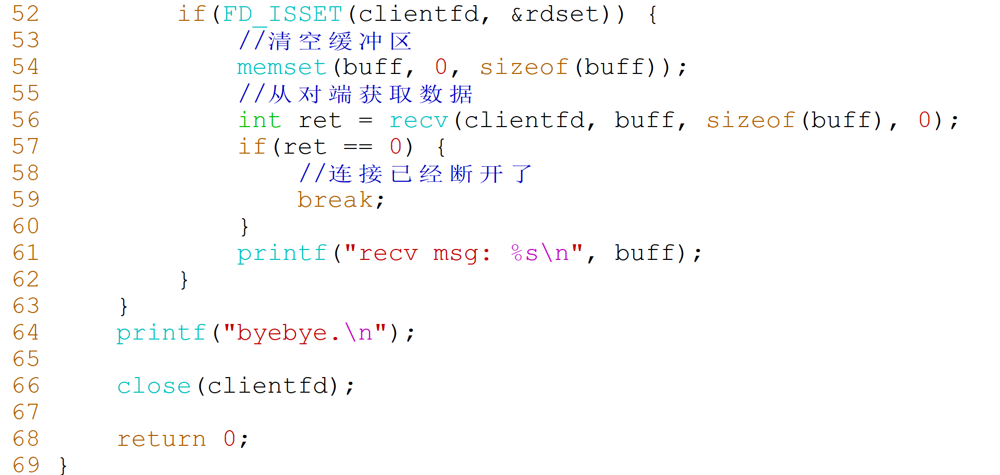 52         if(FD_ISSET(clientfd, &rdset)) {
53             //清空缓冲区
54             memset(buff, 0, sizeof(buff));
55             //从对端获取数据
56             int ret = recv(clientfd, buff, sizeof(buff), 0);
57             if(ret == 0) {
58                 //连接已经断开了
59                 break;
60             }
61             printf("recv msg: %s\n", buff);
62         }
63     }
64     printf("byebye.\n");
65
66     close(clientfd);
67
68     return 0;
69 }